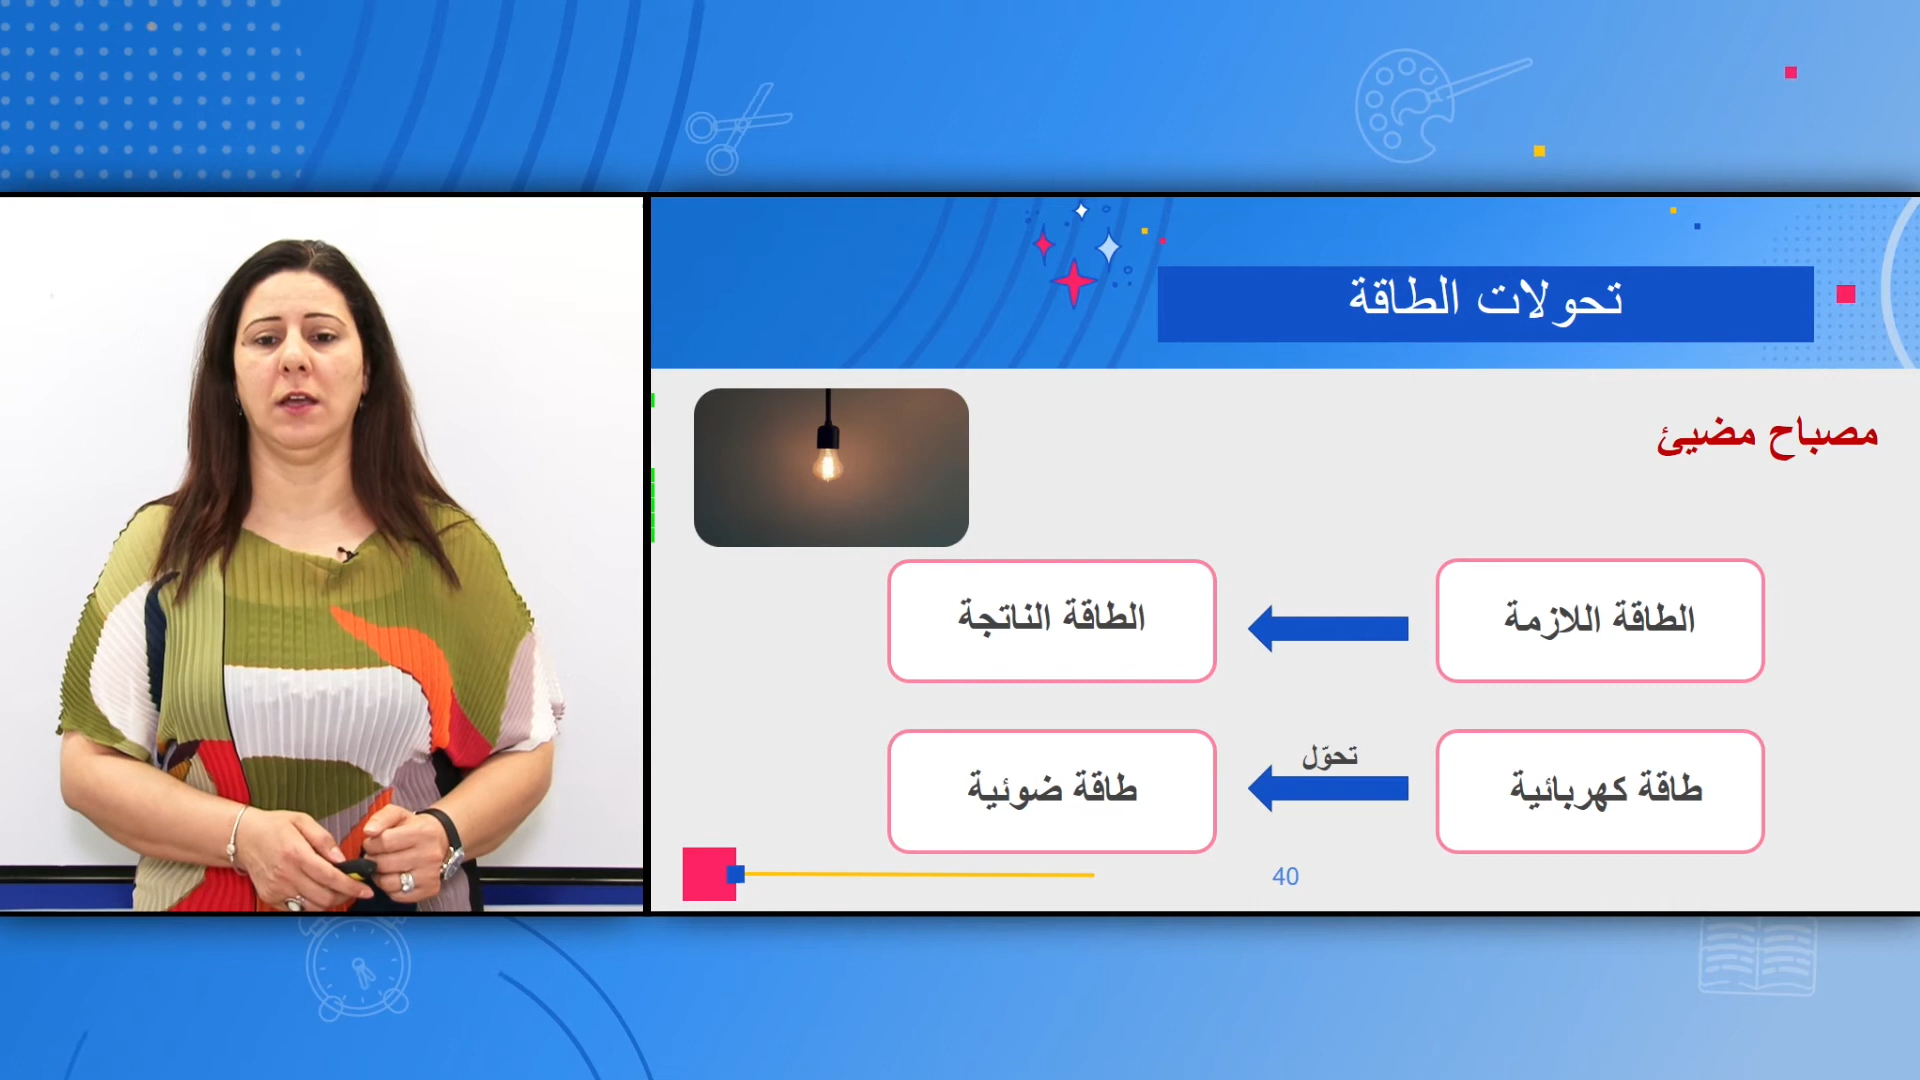 تحولات الطاقة
مصباح مضيئ
الطاقة اللازمة
الطاقة الناتجة
طاقة كهربائية
تحوّل
طاقة ضوئية
40